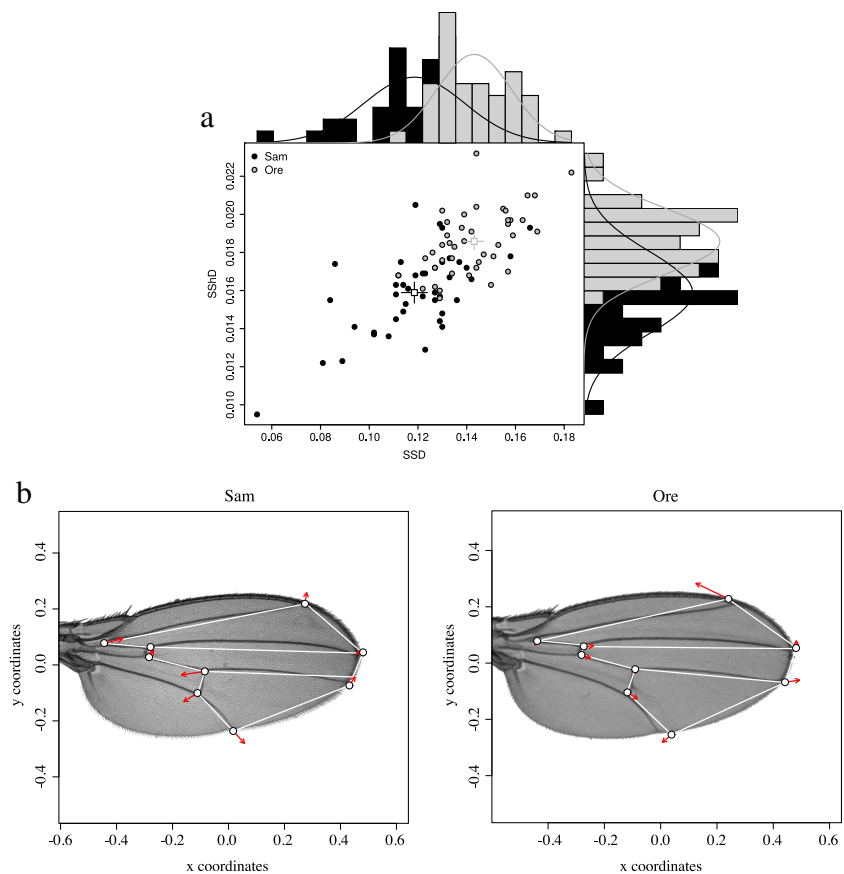 a
Sam
Ore
SShD
0.022
0.020
0.018
0.016
0.014
0.012
0.010
0.06 0.08 0.10 0.12 0.14 0.16 0.18
SSD
b
Sam
y coordinates
0.4
0.2
0.0
-0.2
-0.4
-0.6 -0.4 -0.2 0.0 0.2 0.4 0.6
x coordinates
Ore
y coordinates
0.4
0.2
0.0
-0.2
-0.4
-0.4 -0.2 0.0 0.2 0.4 0.6
x coordinates